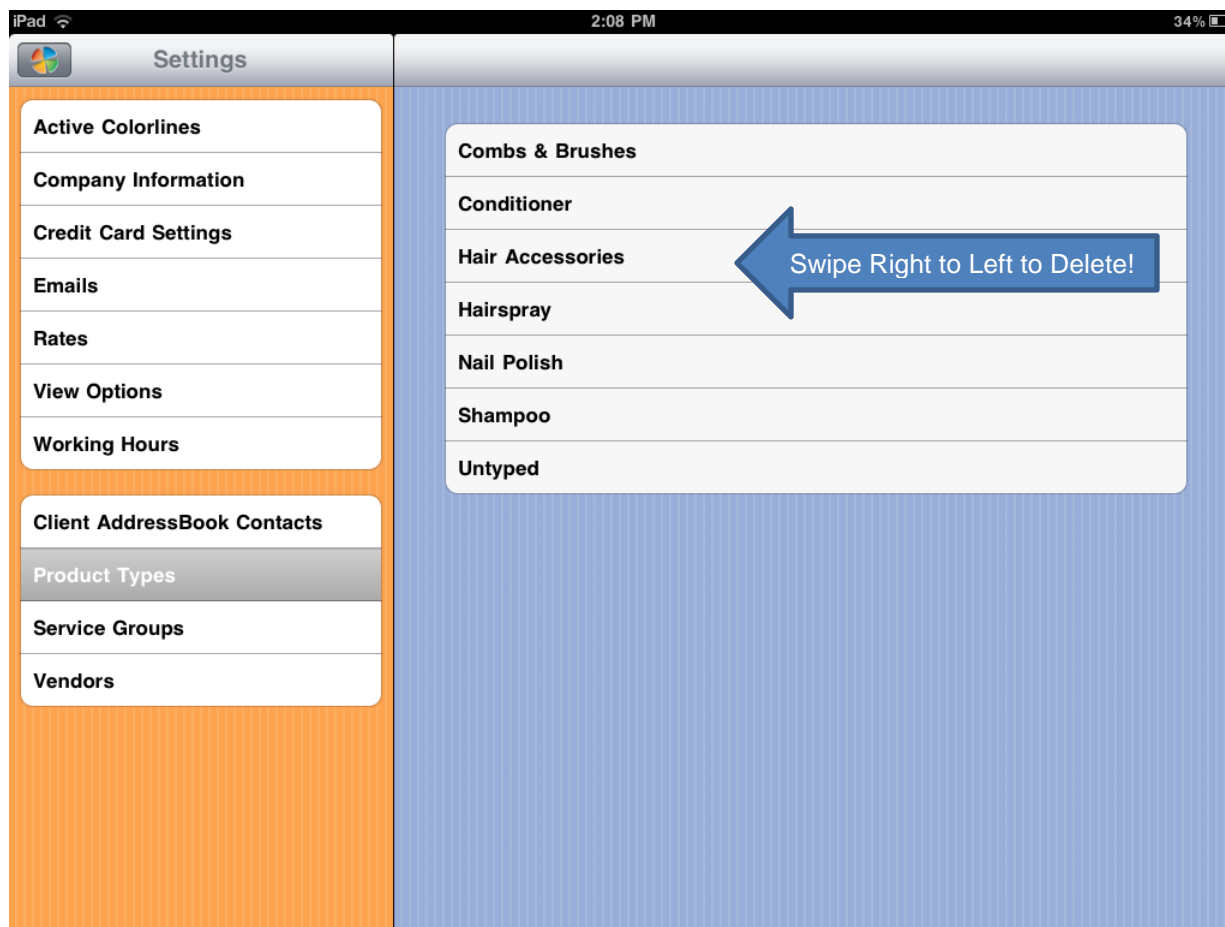 iPad 2:08 PM 34%
Settings
Active Colorlines
Company Information
Credit Card Settings
Emails
Rates
View Options
Working Hours
Client AddressBook Contacts
Product Types
Service Groups
Vendors
Combs & Brushes
Conditioner
Hair Accessories
Swipe Right to Left to Delete!
Hairspray
Nail Polish
Shampoo
Untyped